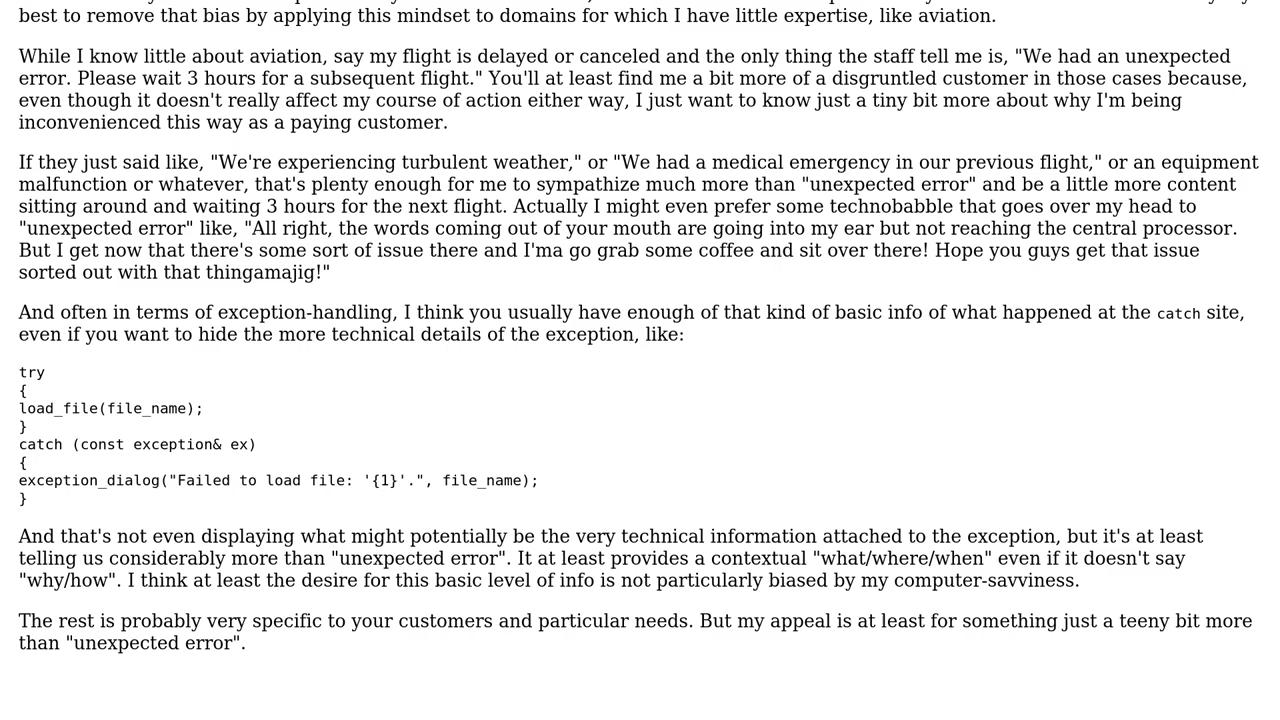 best to remove that bias by applying this mindset to domains for which I have little expertise, like aviation.
While I know little about aviation, say my flight is delayed or canceled and the only thing the staff tell me is, "We had an unexpected
error. Please wait 3 hours for a subsequent flight." You'll at least find me a bit more of a disgruntled customer in those cases because,
even though it doesn't really affect my course of action either way, I just want to know just a tiny bit more about why I'm being
inconvenienced this way as a paying customer.
If they just said like, "We're experiencing turbulent weather," or "We had a medical emergency in our previous flight," or an equipment
malfunction or whatever, that's plenty enough for me to sympathize much more than "unexpected error" and be a little more content
sitting around and waiting 3 hours for the next flight. Actually I might even prefer some technobabble that goes over my head to
"unexpected error" like, "All right, the words coming out of your mouth are going into my ear but not reaching the central processor.
But I get now that there's some sort of issue there and I'ma go grab some coffee and sit over there! Hope you guys get that issue
sorted out with that thingamajig!"
And often in terms of exception-handling, I think you usually have enough of that kind of basic info of what happened at the catch site,
even if you want to hide the more technical details of the exception, like:
try
{
load_file(file_name);
}
catch (const exception& ex)
{
exception_dialog("Failed to load file: '{1}'.", file_name);
}
And that's not even displaying what might potentially be the very technical information attached to the exception, but it's at least
telling us considerably more than "unexpected error". It at least provides a contextual "what/where/when" even if it doesn't say
"why/how". I think at least the desire for this basic level of info is not particularly biased by my computer-savviness.
The rest is probably very specific to your customers and particular needs. But my appeal is at least for something just a teeny bit more
than "unexpected error".